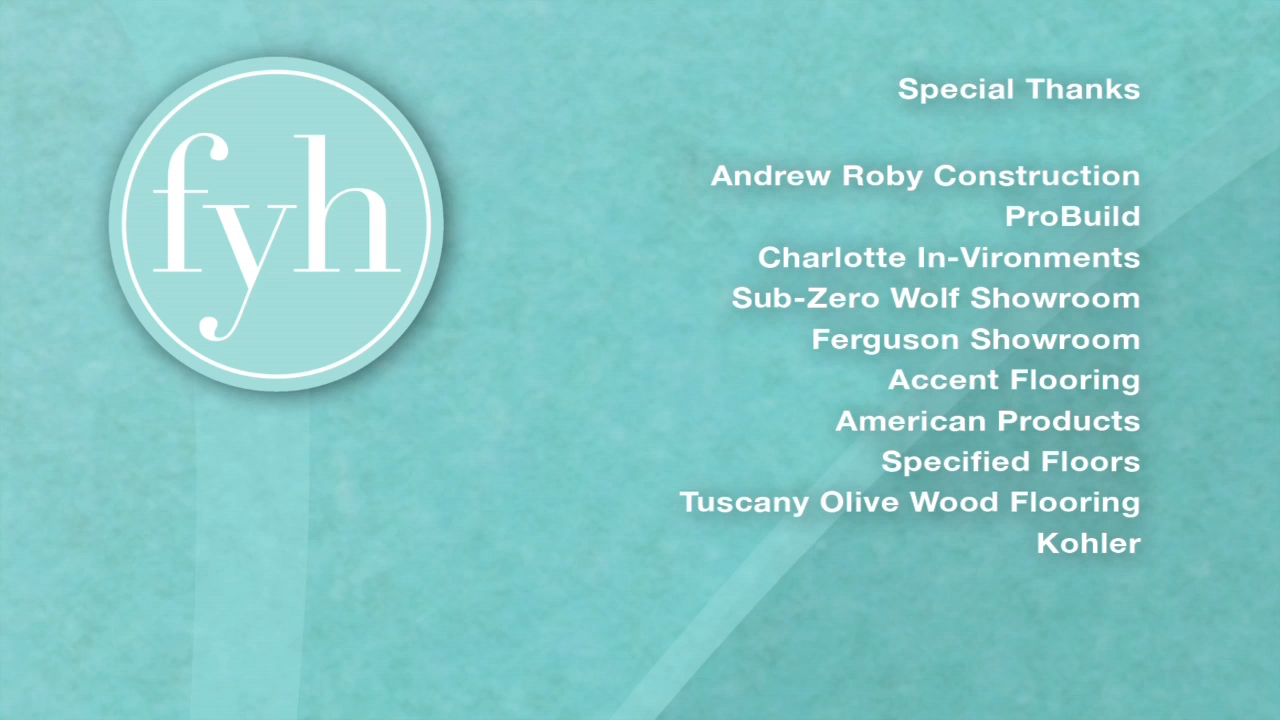 fyh
Special Thanks
Andrew Roby Construction
ProBuild
Charlotte In-Vironments
Sub-Zero Wolf Showroom
Ferguson Showroom
Accent Flooring
American Products
Specified Floors
Tuscany Olive Wood Flooring
Kohler